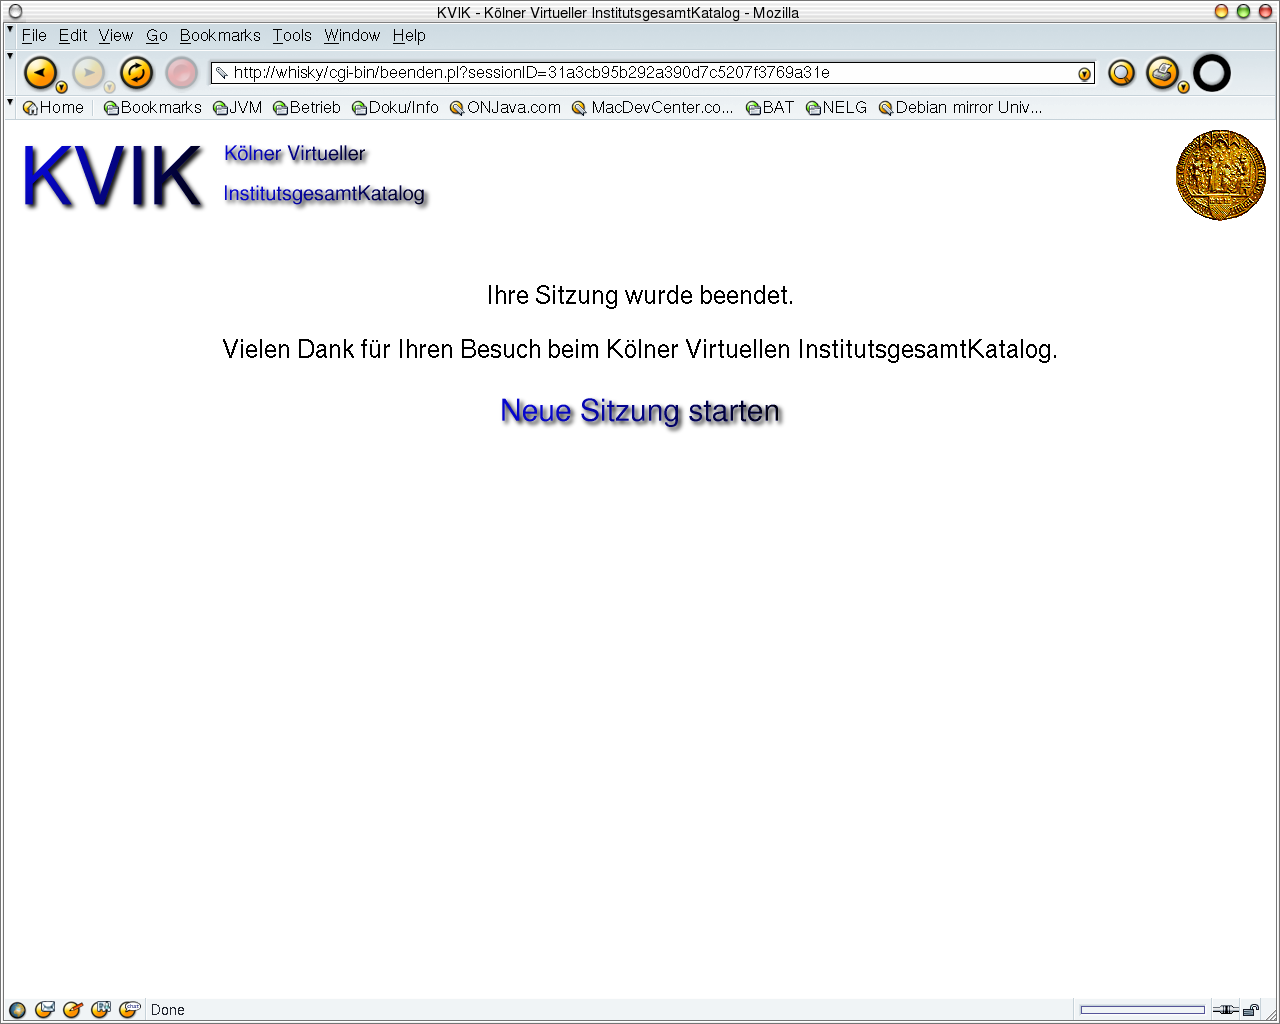 KVIK - Kölner Virtueller InstitutsgesamtKatalog - Mozilla
File Edit View Go Bookmarks Tools Window Help
http://whisky/cgi-bin/beenden.pl?sessionID=31a3cb95b292a390d7c5207f3769a31e
Home Bookmarks JVM Betrieb Doku/Info ONJava.com MacDevCenter.co... BAT NELG Debian mirror Univ...
KVIK
Kölner Virtueller
InstitutsgesamtKatalog
Ihre Sitzung wurde beendet.
Vielen Dank für Ihren Besuch beim Kölner Virtuellen InstitutsgesamtKatalog.
Neue Sitzung starten
Done